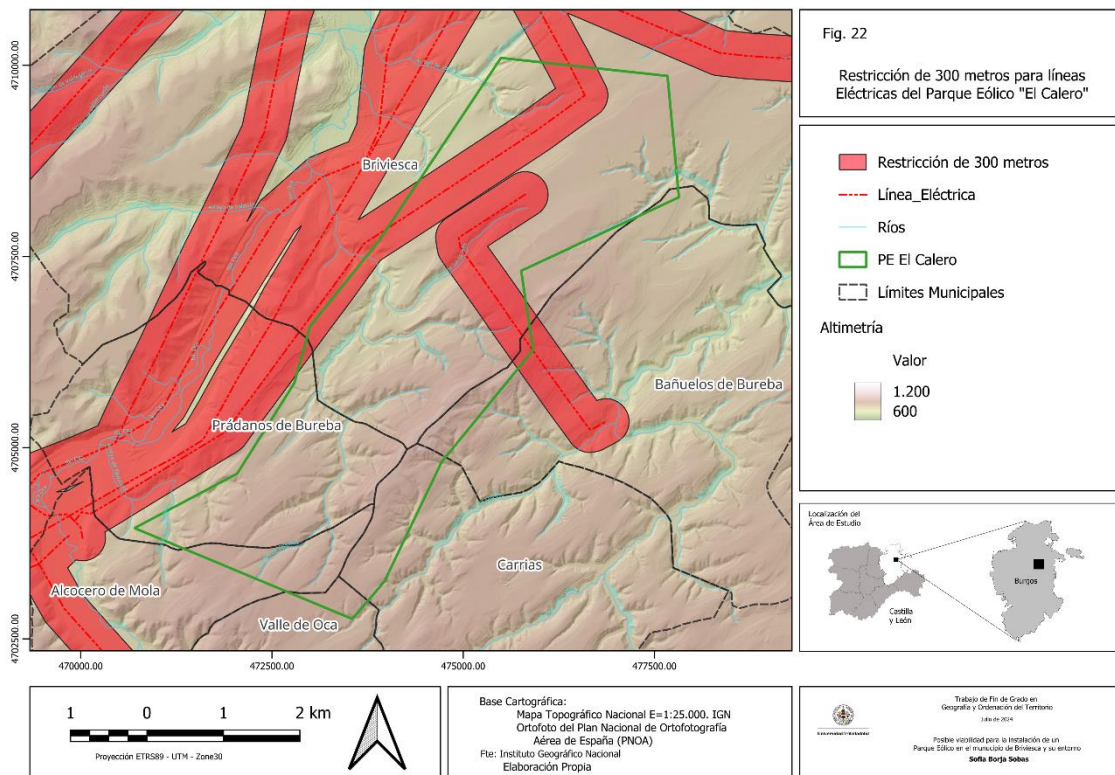 Fig. 22
Restricción de 300 metros para líneas
Eléctricas del Parque Eólico "El Calero"
Restricción de 300 metros
Línea_Eléctrica
Ríos
PE El Calero
Límites Municipales
Altimetría
Valor
1.200
600
Localización del
Área de Estudio
Burgos
Castilla
y León
4710000.00
4707500.00
4705000.00
4702500.00
Briviesca
Bañuelos de Bureba
Prádanos de Bureba
Carrias
Alcocero de Mola
Valle de Oca
470000.00
472500.00
475000.00
477500.00
1
0
1
2 km
Proyección ETRS89 - UTM - Zone30
Base Cartográfica:
Mapa Topográfico Nacional E=1:25.000. IGN
Ortofoto del Plan Nacional de Ortofotografía
Aérea de España (PNOA)
Fte: Instituto Geográfico Nacional
Elaboración Propia
Universidad de Valladolid
Trabajo de Fin de Grado en
Geografía y Ordenación del Territorio
Julio de 2024
Posible viabilidad para la instalación de un
Parque Eólico en el municipio de Briviesca y su entorno
Sofía Borja Sobas